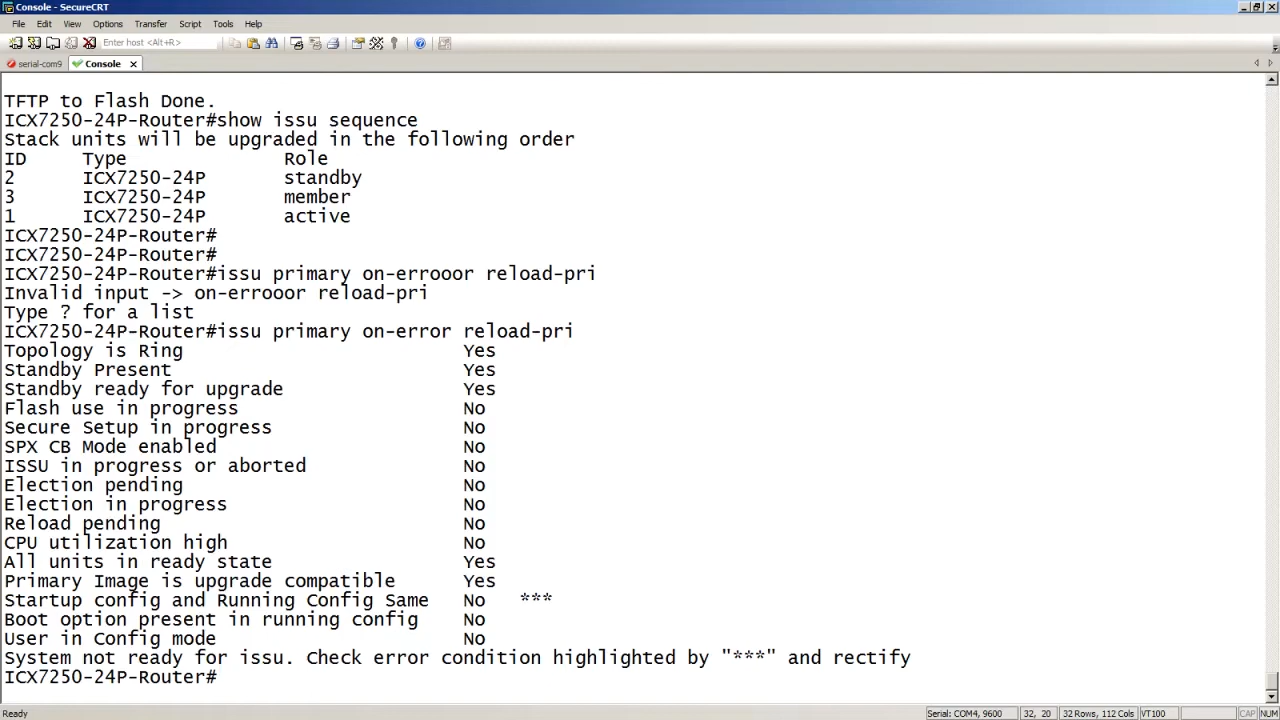 Console - SecureCRT
File Edit View Options Transfer Script Tools Help
Enter host <Alt+R>
serial-com9 Console
TFTP to Flash Done.
ICX7250-24P-Router#show issu sequence
Stack units will be upgraded in the following order
ID Type Role
2 ICX7250-24P standby
3 ICX7250-24P member
1 ICX7250-24P active
ICX7250-24P-Router#
ICX7250-24P-Router#
ICX7250-24P-Router#issu primary on-errooor reload-pri
Invalid input -> on-errooor reload-pri
Type ? for a list
ICX7250-24P-Router#issu primary on-error reload-pri
Topology is Ring Yes
Standby Present Yes
Standby ready for upgrade Yes
Flash use in progress No
Secure Setup in progress No
SPX CB Mode enabled No
ISSU in progress or aborted No
Election pending No
Election in progress No
Reload pending No
CPU utilization high No
All units in ready state Yes
Primary Image is upgrade compatible Yes
Startup config and Running Config Same No ***
Boot option present in running config No
User in Config mode No
System not ready for issu. Check error condition highlighted by "***" and rectify
ICX7250-24P-Router#
Ready Serial: COM4, 9600 32, 20 32 Rows, 112 Cols VT100 CAP NUM